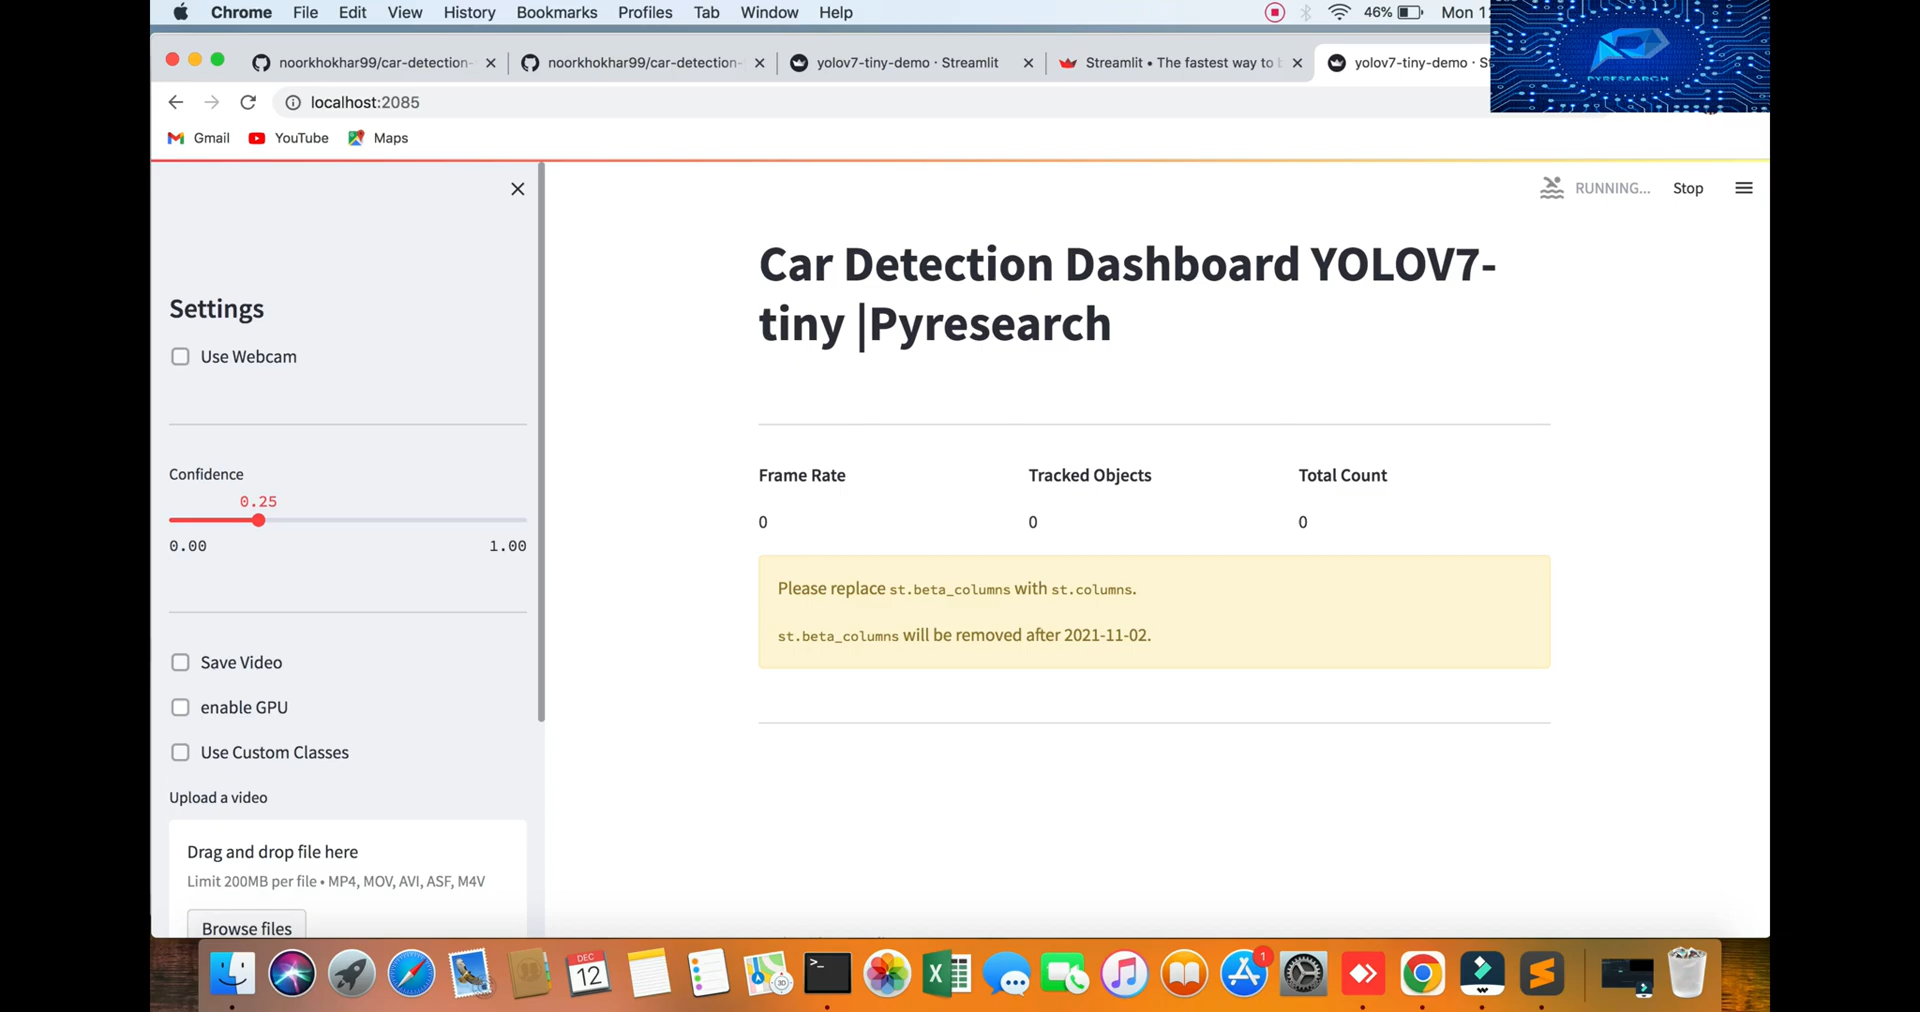 Chrome File Edit View History Bookmarks Profiles Tab Window Help 46% Mon 1
PYRESEARCH
noorkhokhar99/car-detection- noorkhokhar99/car-detection- yolov7-tiny-demo · Streamlit Streamlit • The fastest way to b yolov7-tiny-demo · St
localhost:2085
Gmail YouTube Maps
RUNNING... Stop
Settings
Use Webcam
Confidence
0.25
0.00 1.00
Save Video
enable GPU
Use Custom Classes
Upload a video
Drag and drop file here
Limit 200MB per file • MP4, MOV, AVI, ASF, M4V
Browse files
Car Detection Dashboard YOLOV7-
tiny |Pyresearch
Frame Rate Tracked Objects Total Count
0 0 0
Please replace st.beta_columns with st.columns.
st.beta_columns will be removed after 2021-11-02.
DEC
12
1